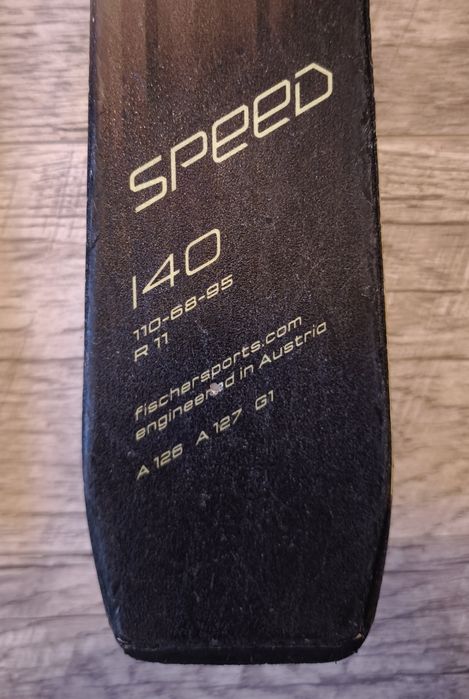 SPEED
140
110-68-95
R 11
fischersports.com
engineered in Austria
A 126 A 127 G1